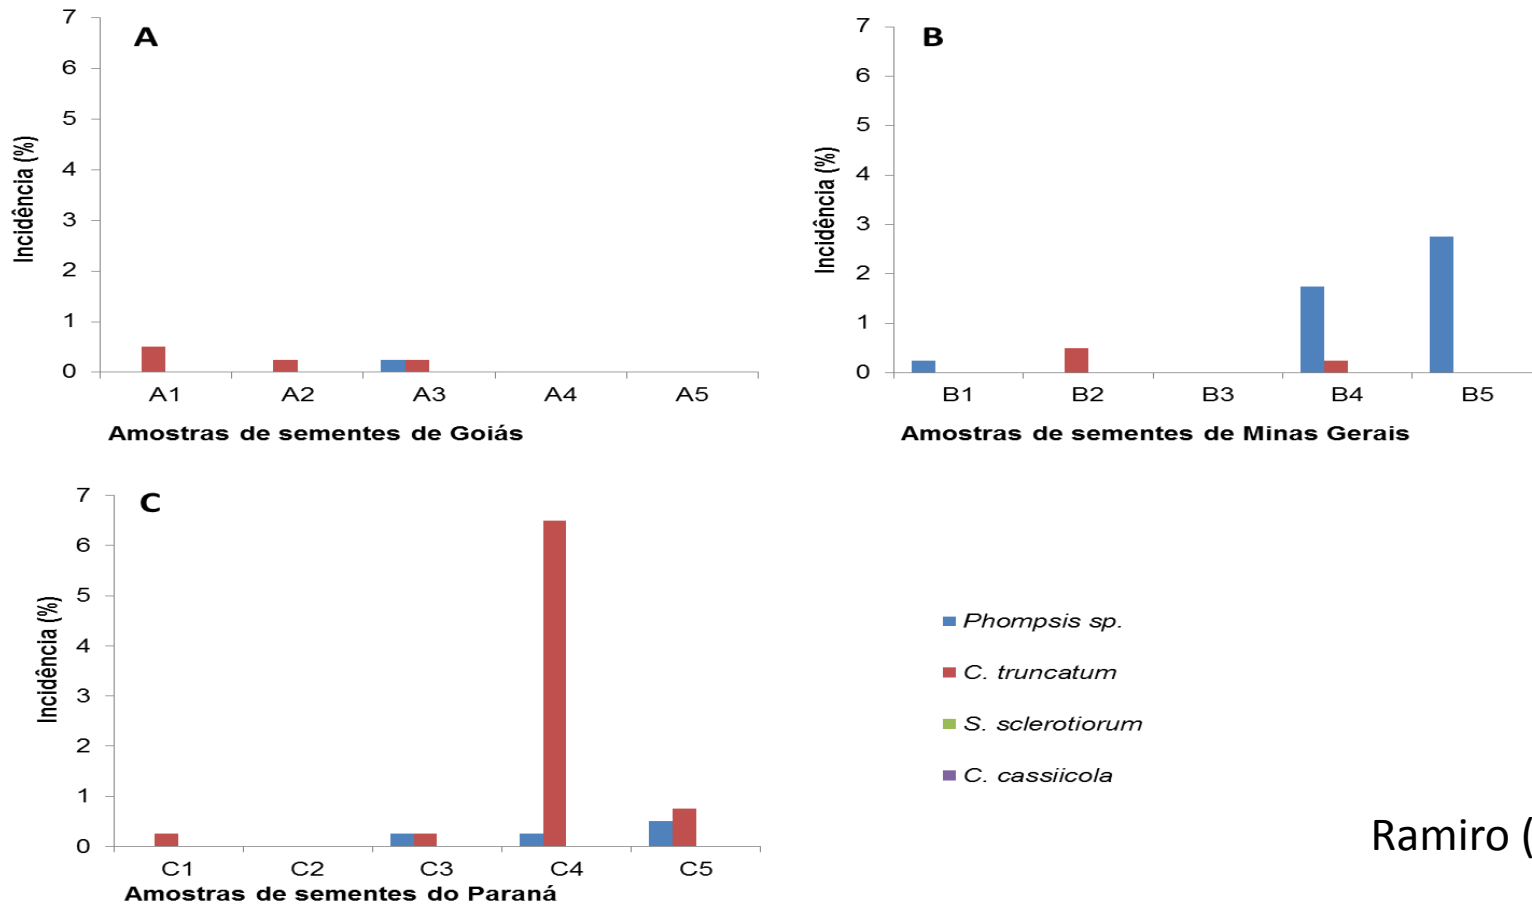 A
7
6
5
4
3
2
1
0
Incidência (%)
A1 A2 A3 A4 A5
Amostras de sementes de Goiás
B
7
6
5
4
3
2
1
0
Incidência (%)
B1 B2 B3 B4 B5
Amostras de sementes de Minas Gerais
C
7
6
5
4
3
2
1
0
Incidência (%)
C1 C2 C3 C4 C5
Amostras de sementes do Paraná
Phompsis sp.
C. truncatum
S. sclerotiorum
C. cassiicola
Ramiro (